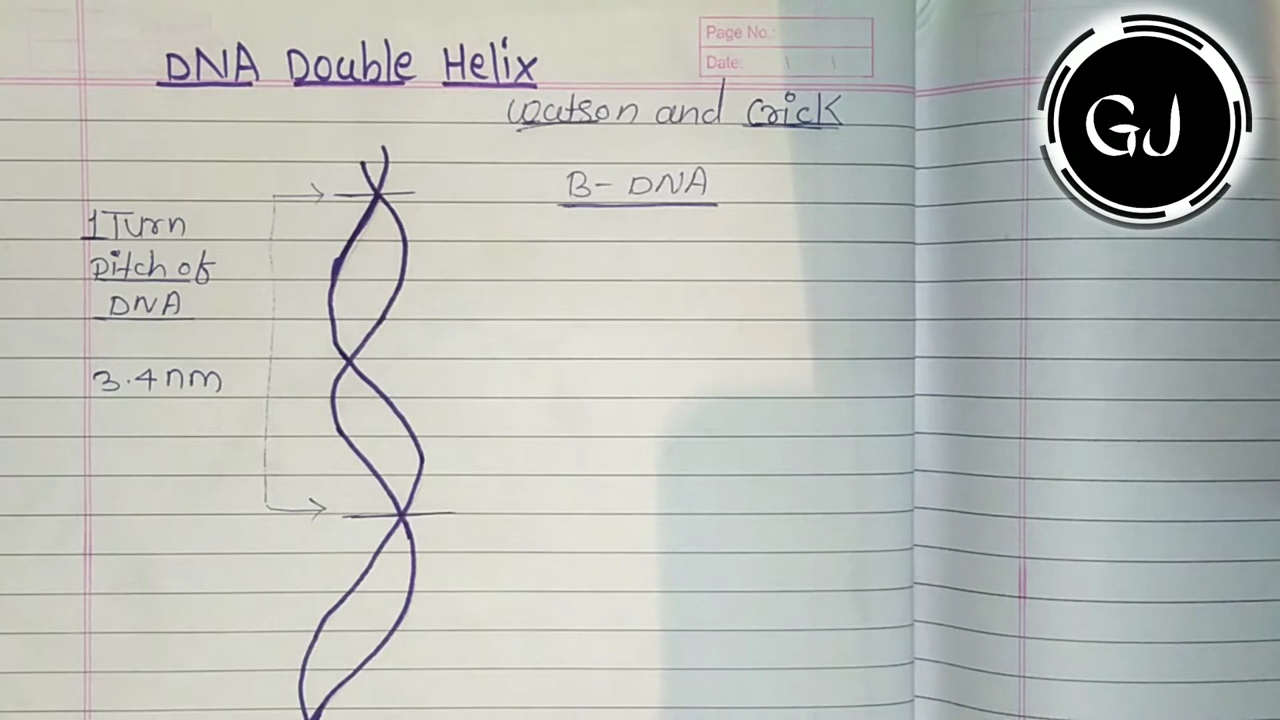 Page No.:
Date:
DNA Double Helix
Watson and Crick
B- DNA
1 Turn
Pitch of
DNA
3.4nm
GJ